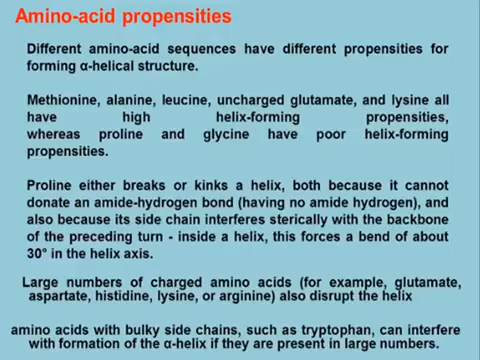 Amino-acid propensities
Different amino-acid sequences have different propensities for
forming α-helical structure.
Methionine, alanine, leucine, uncharged glutamate, and lysine all
have high helix-forming propensities,
whereas proline and glycine have poor helix-forming
propensities.
Proline either breaks or kinks a helix, both because it cannot
donate an amide-hydrogen bond (having no amide hydrogen), and
also because its side chain interferes sterically with the backbone
of the preceding turn - inside a helix, this forces a bend of about
30° in the helix axis.
Large numbers of charged amino acids (for example, glutamate,
aspartate, histidine, lysine, or arginine) also disrupt the helix
amino acids with bulky side chains, such as tryptophan, can interfere
with formation of the α-helix if they are present in large numbers.